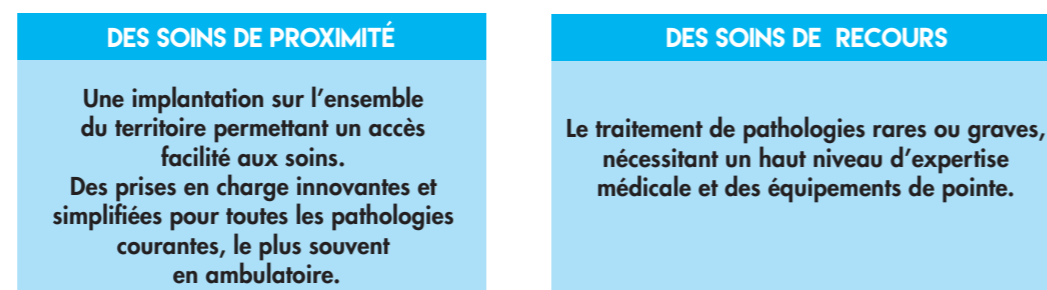 DES SOINS DE PROXIMITÉ
Une implantation sur l’ensemble
du territoire permettant un accès
facilité aux soins.
Des prises en charge innovantes et
simplifiées pour toutes les pathologies
courantes, le plus souvent
en ambulatoire.
DES SOINS DE RECOURS
Le traitement de pathologies rares ou graves,
nécessitant un haut niveau d’expertise
médicale et des équipements de pointe.